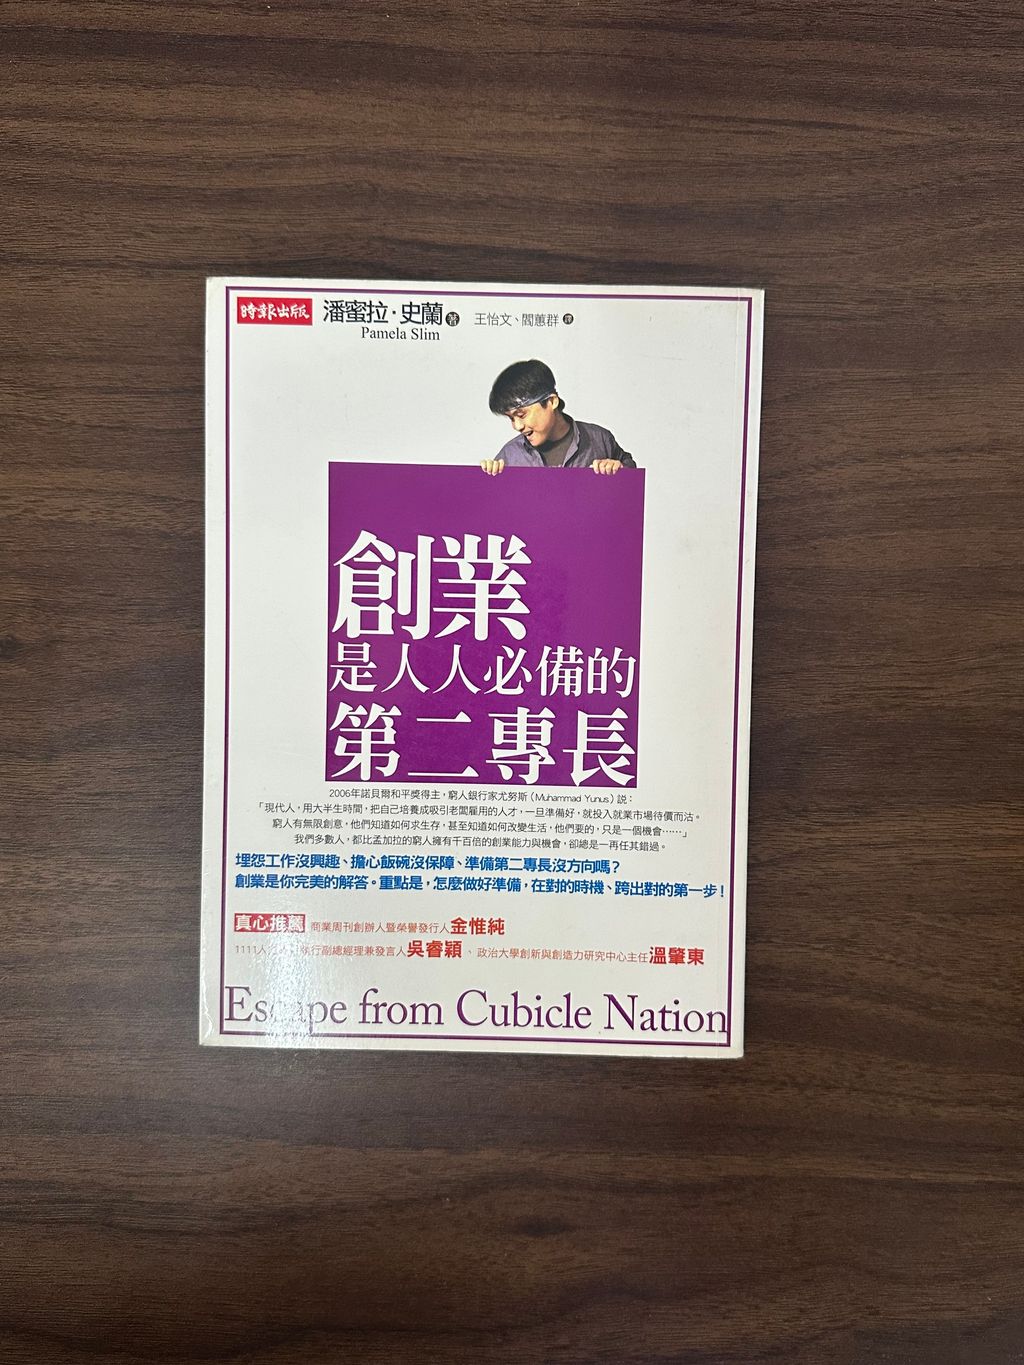 時報出版
潘蜜拉·史蘭 著 王怡文、閻蕙群 譯
Pamela Slim
創業
是人人必備的
第二專長
2006年諾貝爾和平獎得主，窮人銀行家尤努斯（Muhammad Yunus）說：
「現代人，用大半生時間，把自己培養成吸引老闆雇用的人才，一旦準備好，就投入就業市場待價而沽。
窮人有無限創意，他們知道如何求生存，甚至知道如何改變生活，他們要的，只是一個機會……」
我們多數人，都比孟加拉的窮人擁有千百倍的創業能力與機會，卻總是一再任其錯過。
埋怨工作沒興趣、擔心飯碗沒保障、準備第二專長沒方向嗎？
創業是你完美的解答。重點是，怎麼做好準備，在對的時機、跨出對的第一步！
真心推薦 商業周刊創辦人暨榮譽發行人金惟純
1111人 行副總經理兼發言人吳睿穎、政治大學創新與創造力研究中心主任溫肇東
Escape from Cubicle Nation